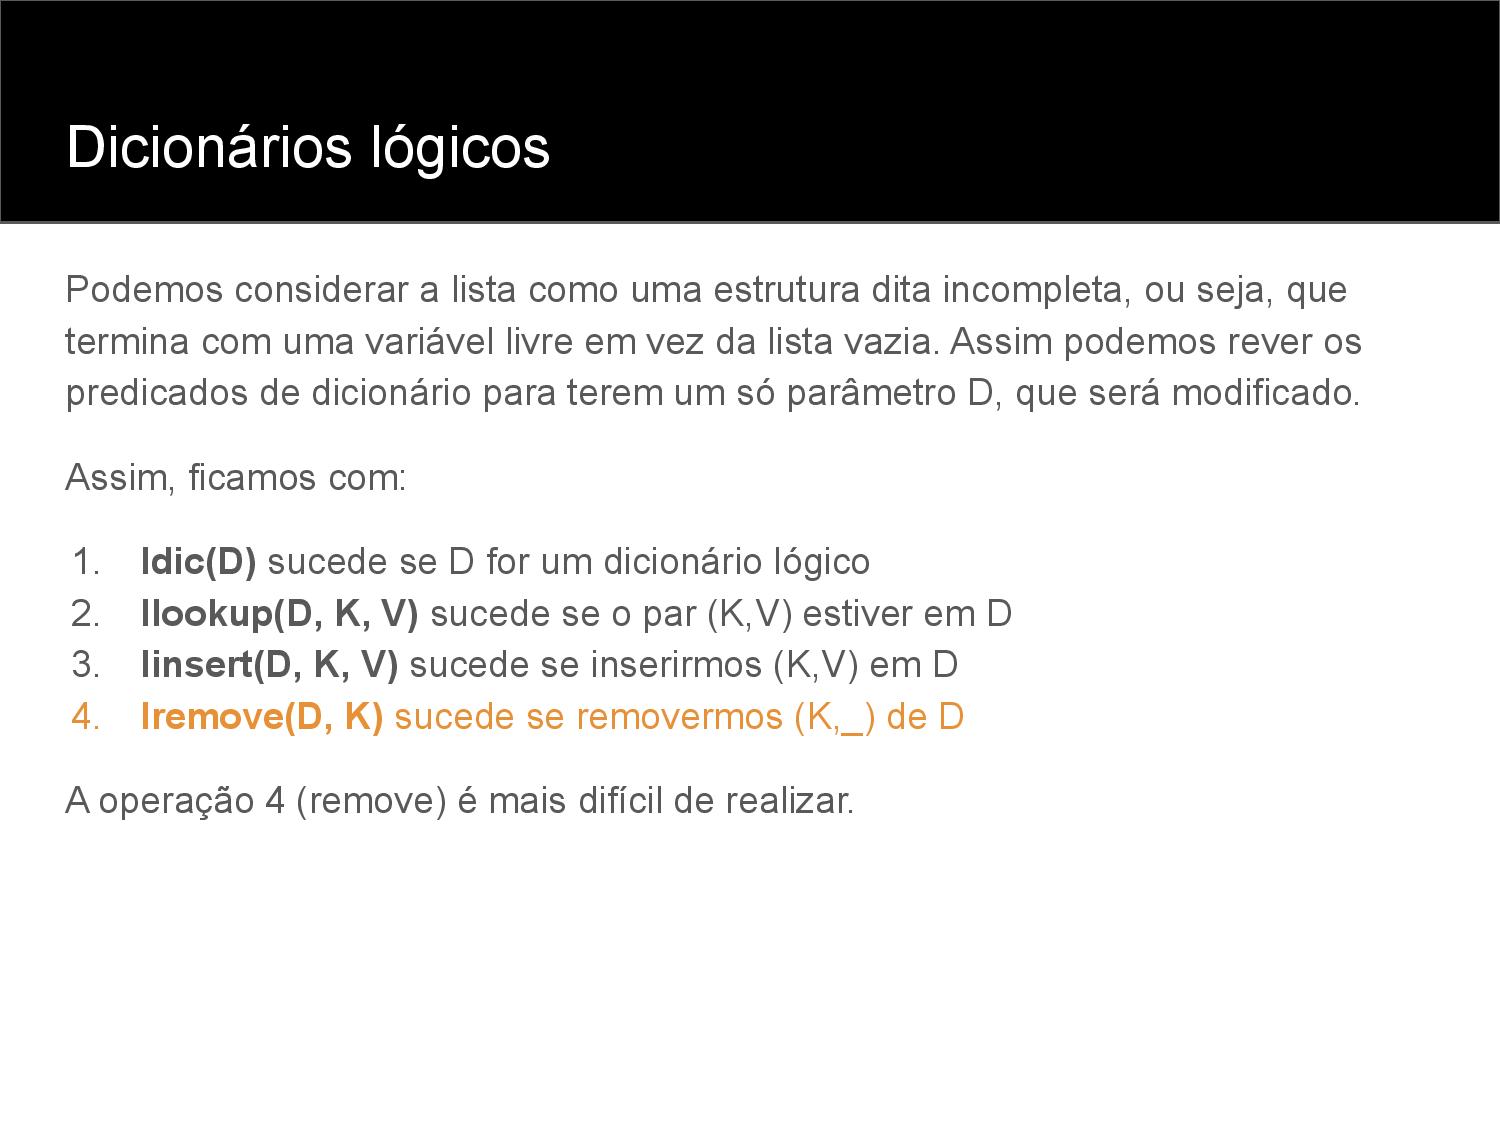 Dicionários lógicos
Podemos considerar a lista como uma estrutura dita incompleta, ou seja, que
termina com uma variável livre em vez da lista vazia. Assim podemos rever os
predicados de dicionário para terem um só parâmetro D, que será modificado.
Assim, ficamos com:
1. ldic(D) sucede se D for um dicionário lógico
2. llookup(D, K, V) sucede se o par (K,V) estiver em D
3. linsert(D, K, V) sucede se inserirmos (K,V) em D
4. lremove(D, K) sucede se removermos (K,_) de D
A operação 4 (remove) é mais difícil de realizar.